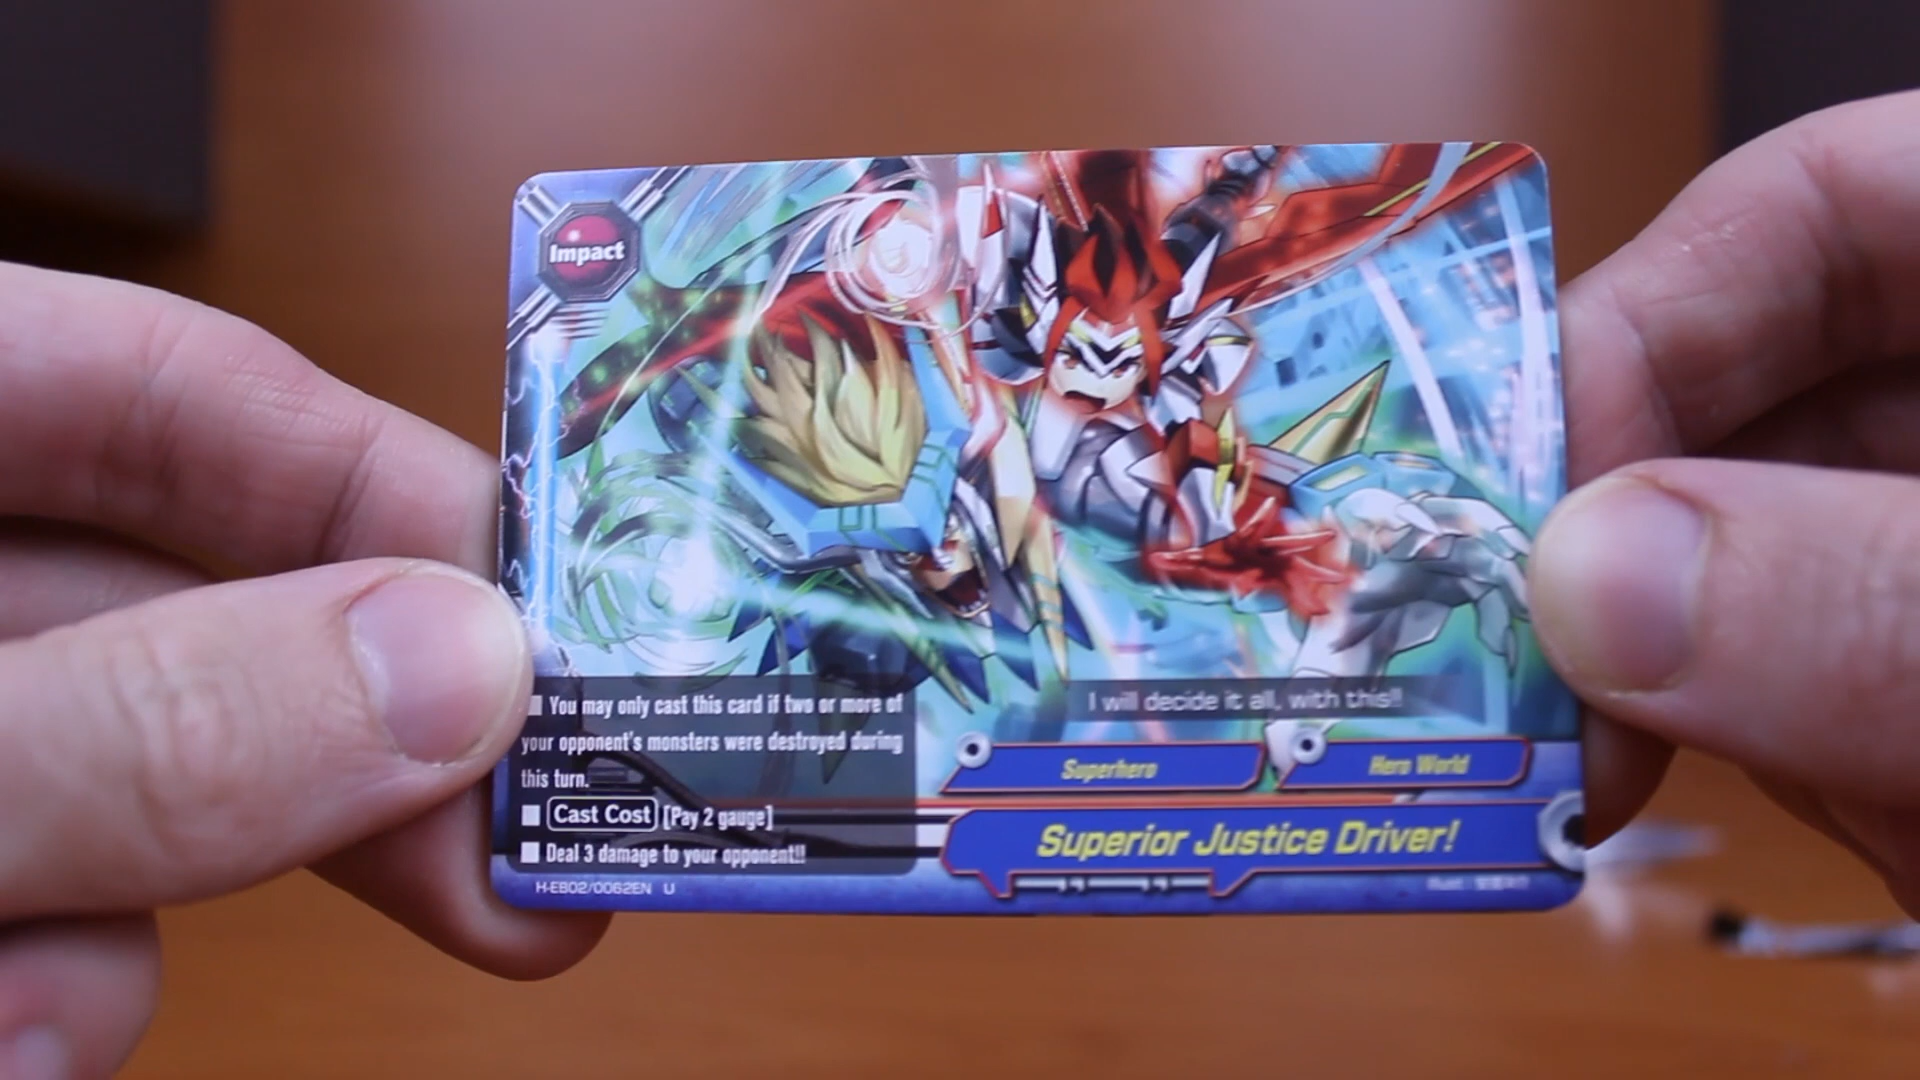 Impact
You may only cast this card if two or more of
your opponent's monsters were destroyed during
this turn.
Cast Cost [Pay 2 gauge]
Deal 3 damage to your opponent!!
I will decide it all, with this!!
Superhero
Hero World
Superior Justice Driver!
H-EB02/0062EN U